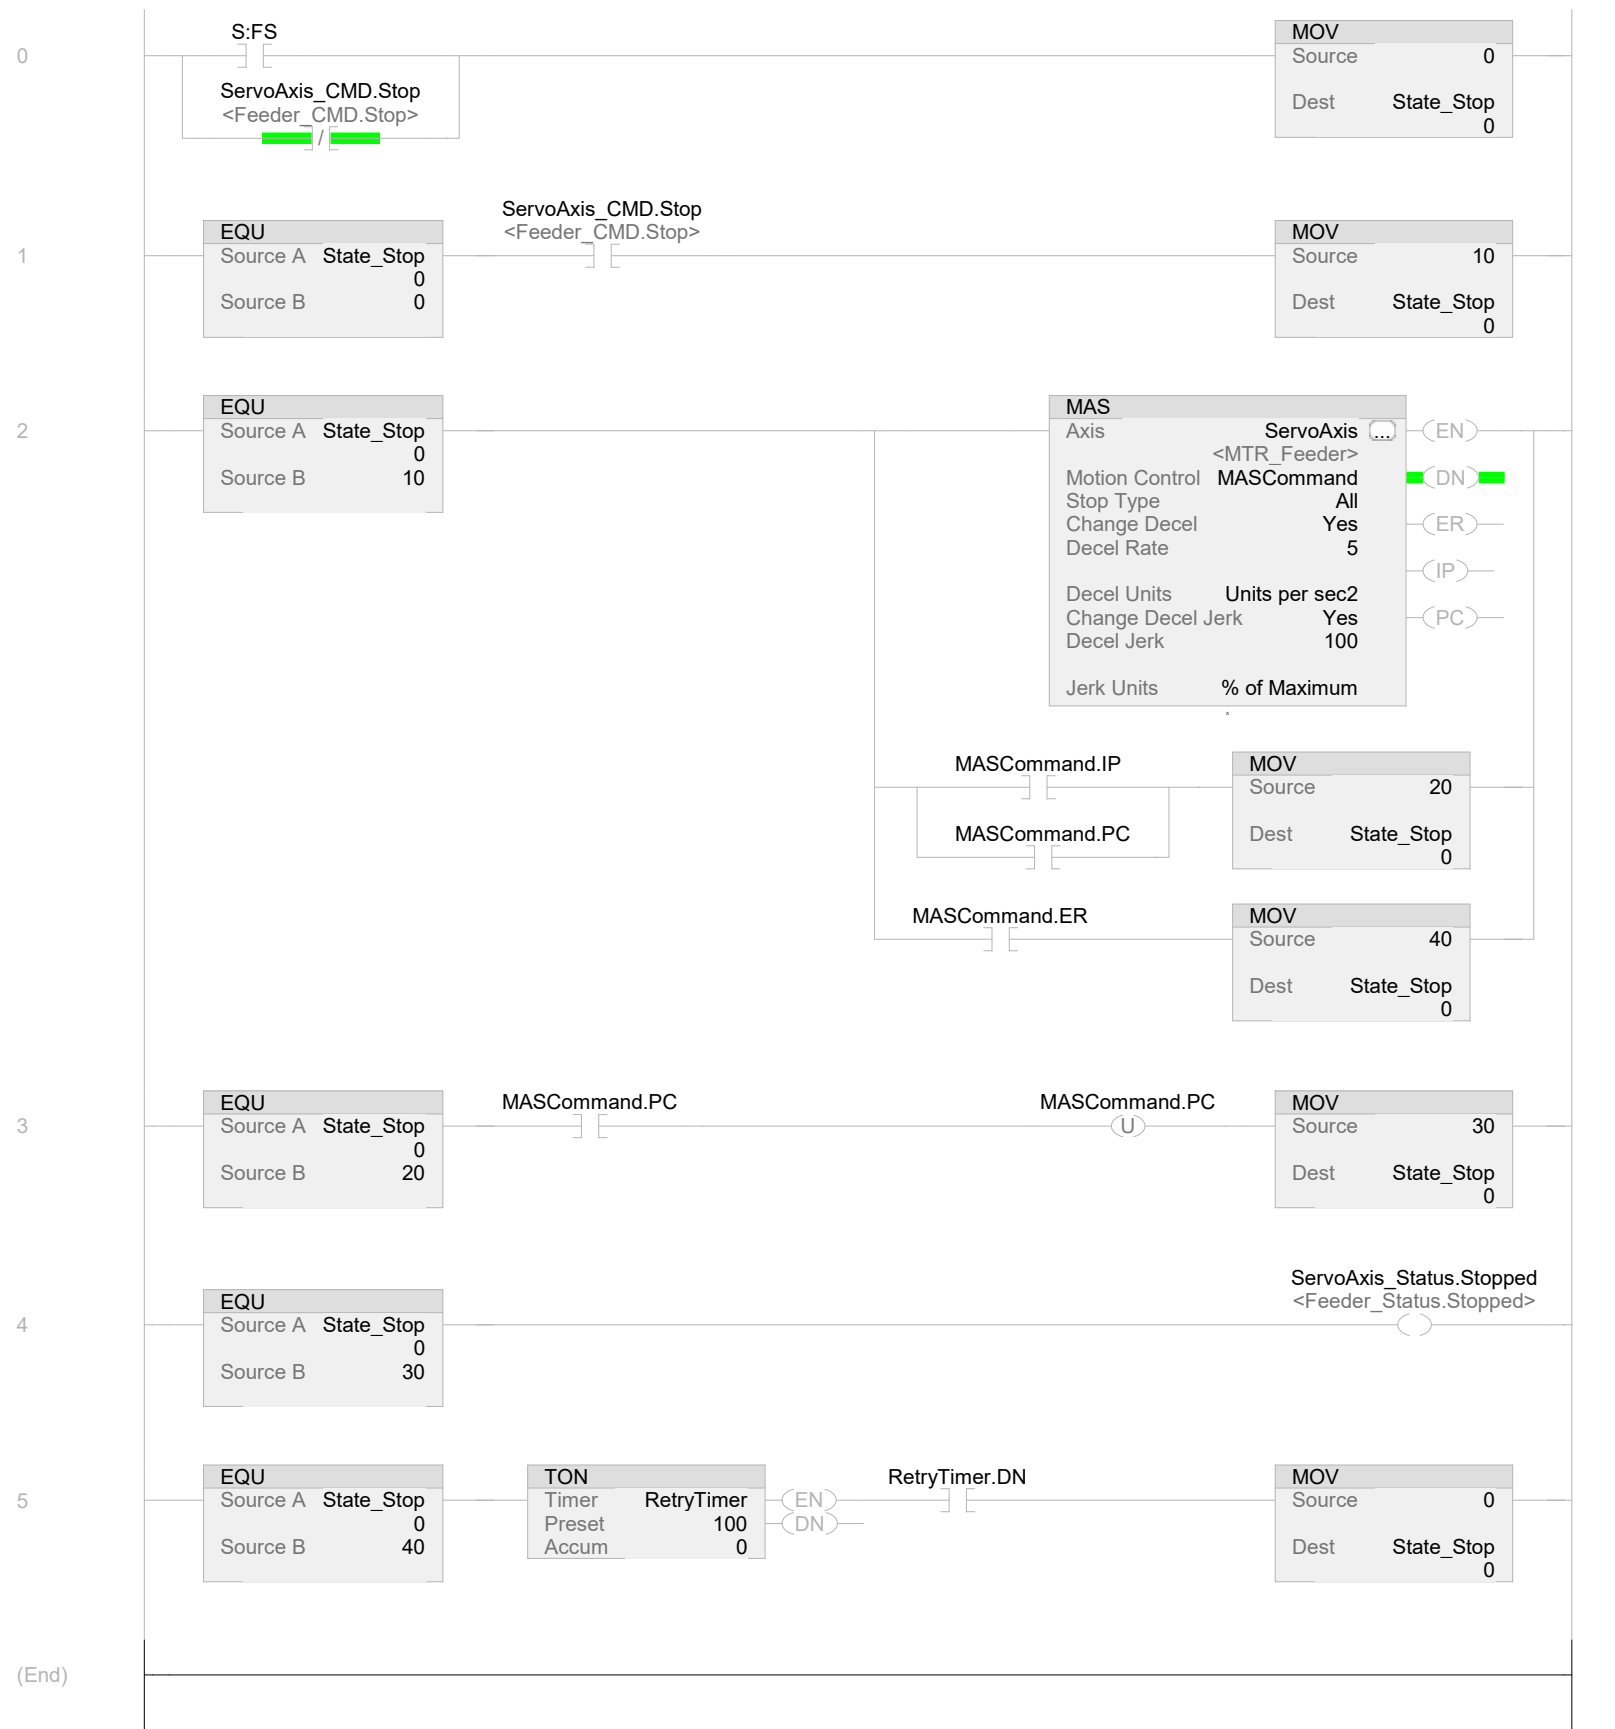 0
S:FS
ServoAxis_CMD.Stop
<Feeder_CMD.Stop>
/
MOV
Source 0
Dest State_Stop
0
1
EQU
Source A State_Stop
0
Source B 0
ServoAxis_CMD.Stop
<Feeder_CMD.Stop>
MOV
Source 10
Dest State_Stop
0
2
EQU
Source A State_Stop
0
Source B 10
MAS
Axis ServoAxis ...
<MTR_Feeder>
Motion Control MASCommand
Stop Type All
Change Decel Yes
Decel Rate 5
Decel Units Units per sec2
Change Decel Jerk Yes
Decel Jerk 100
Jerk Units % of Maximum
EN
DN
ER
IP
PC
MASCommand.IP
MASCommand.PC
MOV
Source 20
Dest State_Stop
0
MASCommand.ER
MOV
Source 40
Dest State_Stop
0
3
EQU
Source A State_Stop
0
Source B 20
MASCommand.PC
MASCommand.PC
U
MOV
Source 30
Dest State_Stop
0
4
EQU
Source A State_Stop
0
Source B 30
ServoAxis_Status.Stopped
<Feeder_Status.Stopped>
5
EQU
Source A State_Stop
0
Source B 40
TON
Timer RetryTimer
Preset 100
Accum 0
EN
DN
RetryTimer.DN
MOV
Source 0
Dest State_Stop
0
(End)